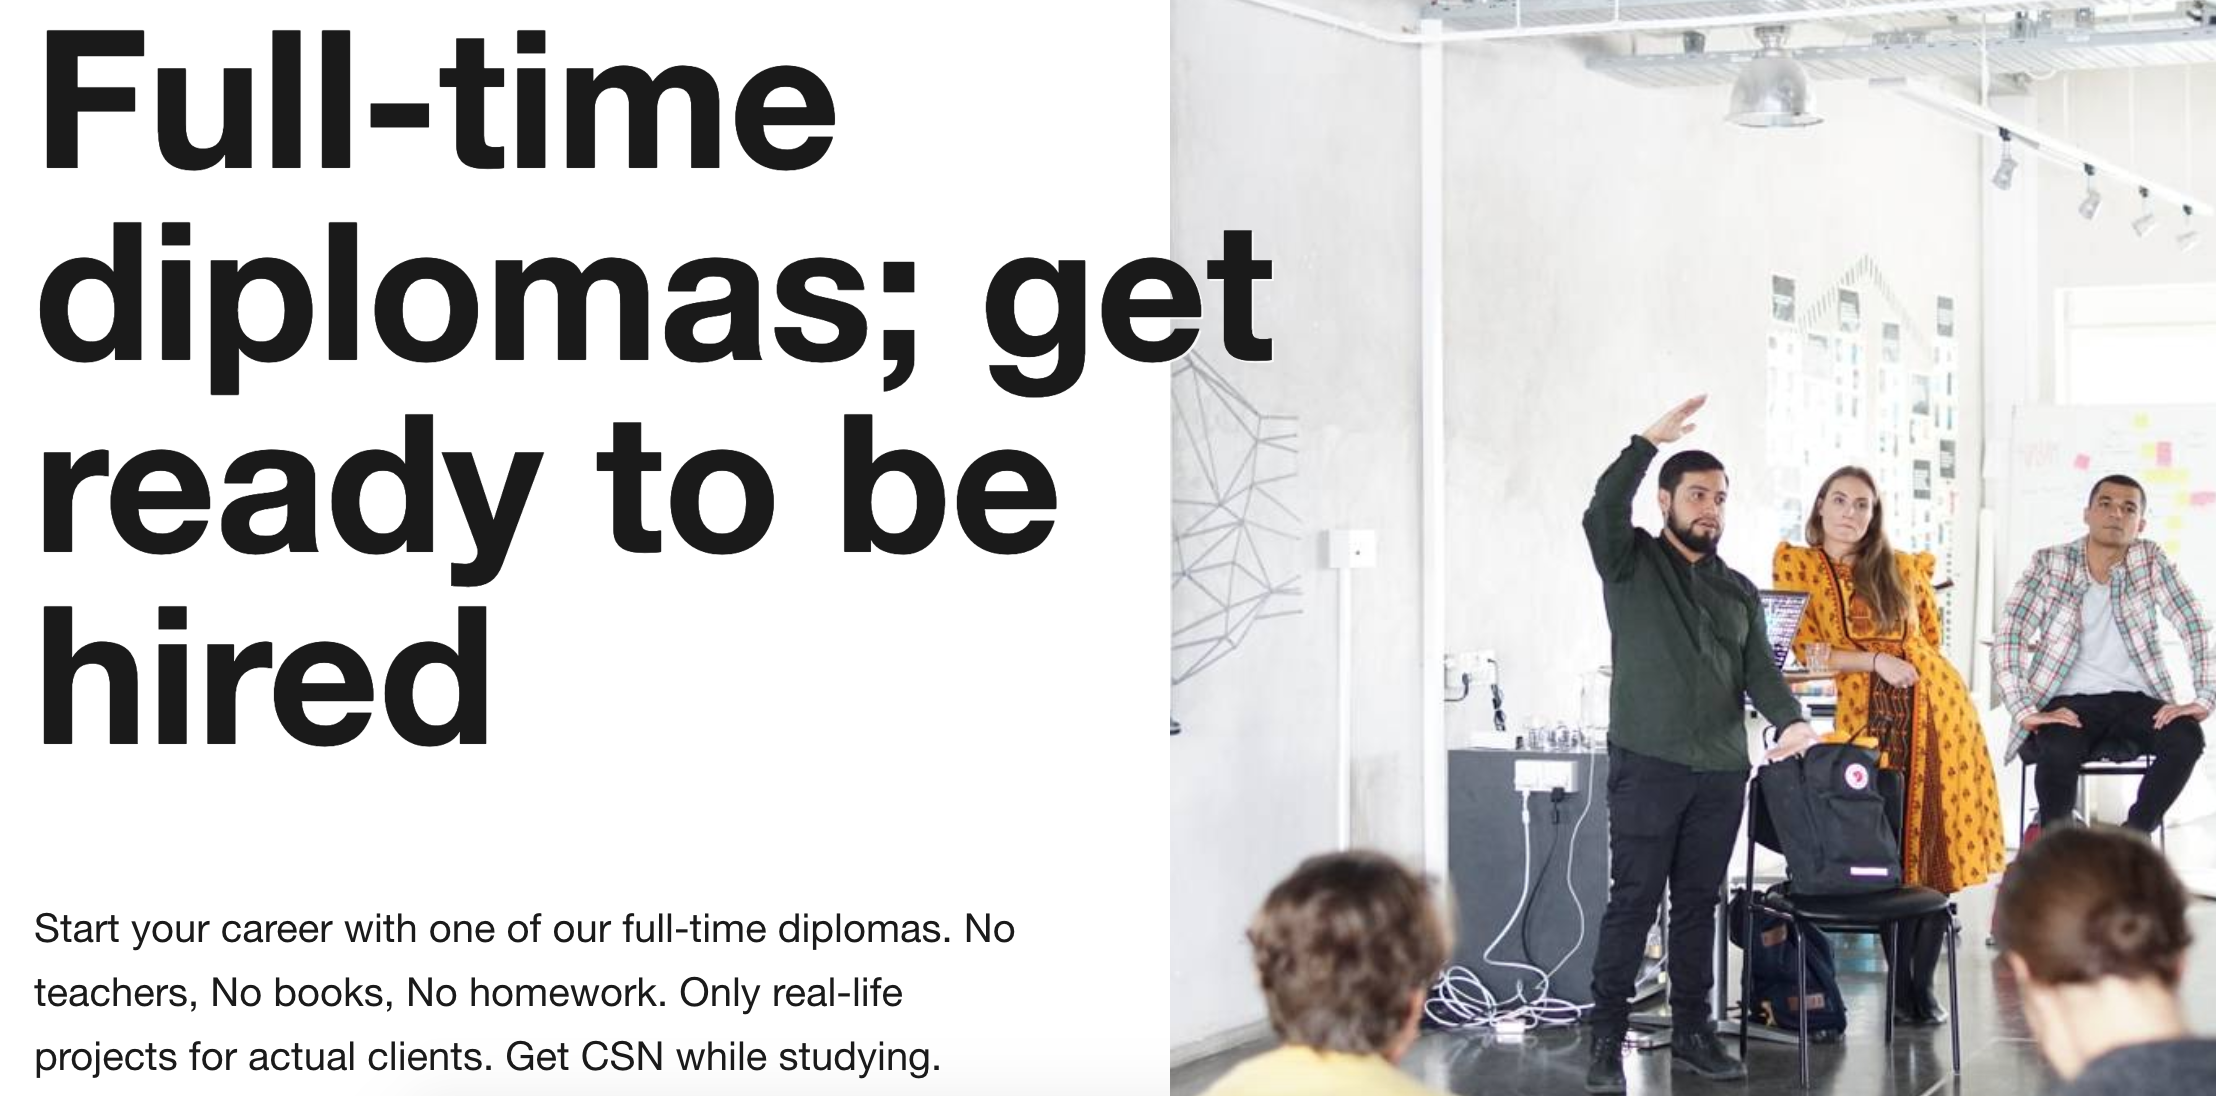 Full-time
diplomas; get
ready to be
hired
Start your career with one of our full-time diplomas. No
teachers, No books, No homework. Only real-life
projects for actual clients. Get CSN while studying.